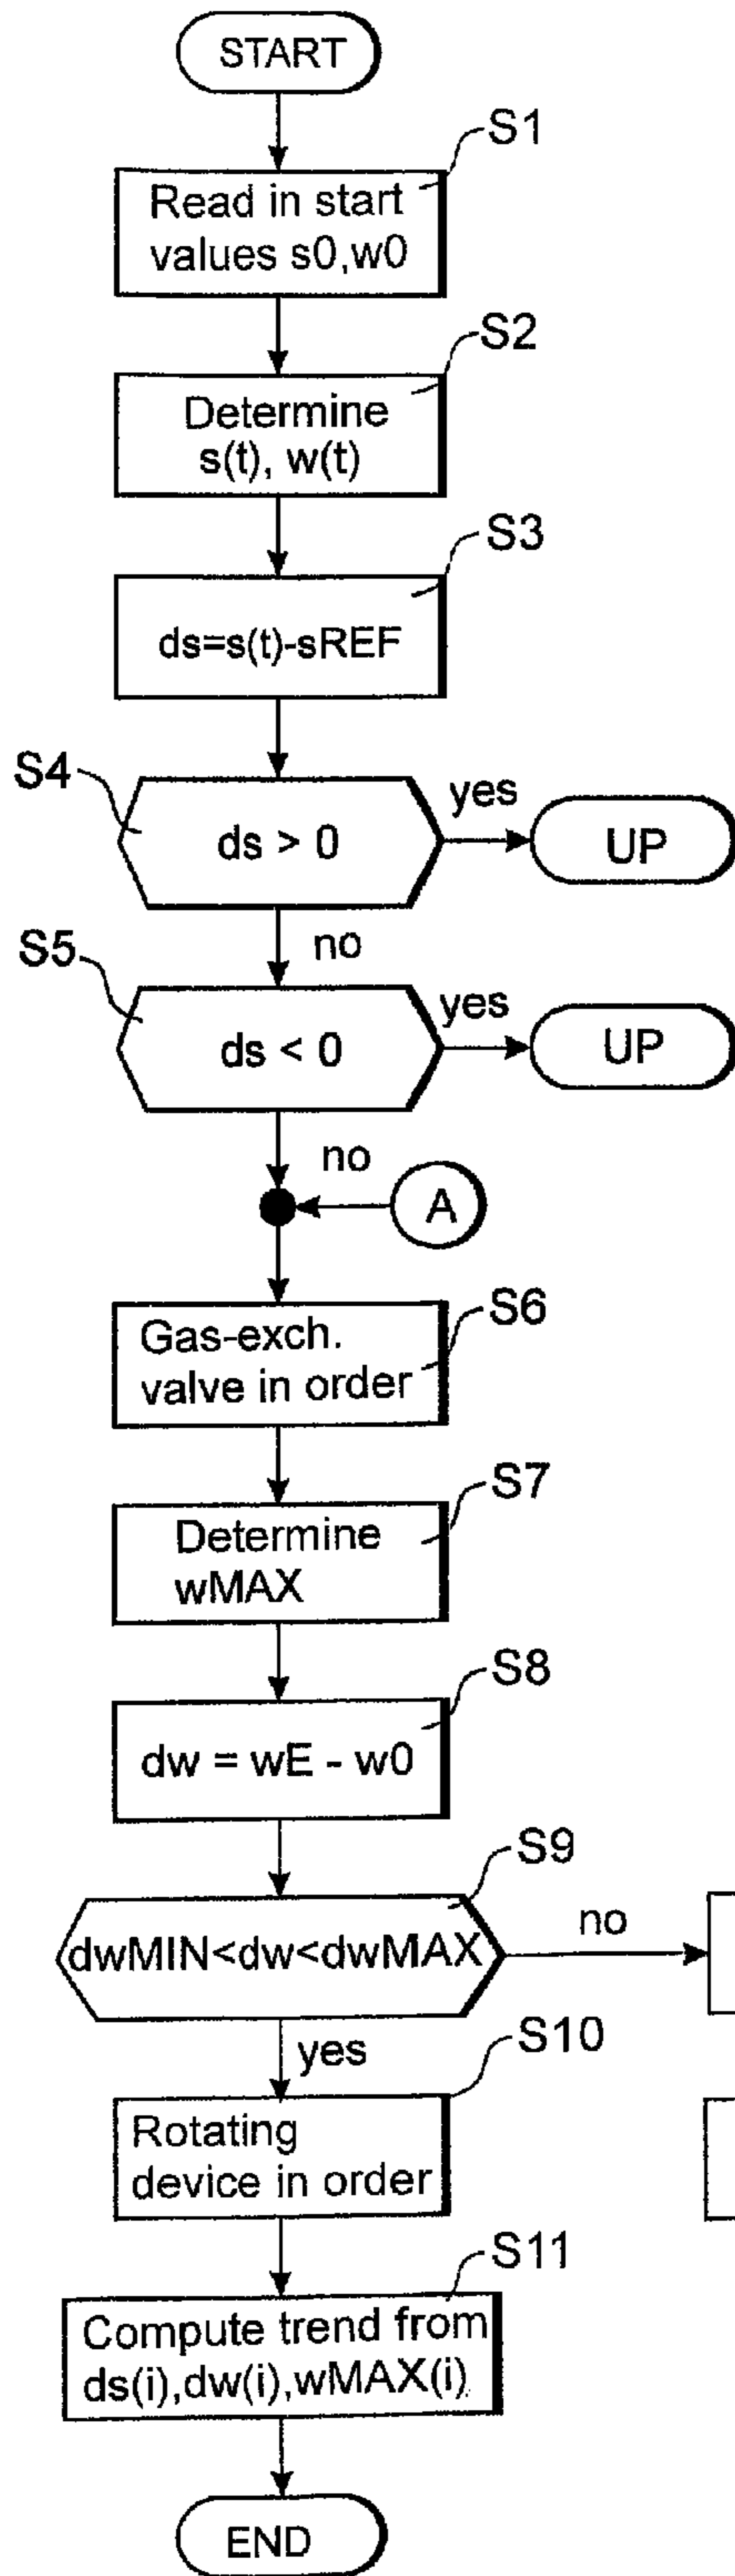 START
S1
Read in start
values s0,w0
S2
Determine
s(t), w(t)
S3
ds=s(t)-sREF
S4
ds > 0
yes
UP
no
S5
ds < 0
yes
UP
no
A
S6
Gas-exch.
valve in order
S7
Determine
wMAX
S8
dw = wE - w0
S9
dwMIN<dw<dwMAX
no
yes
S10
Rotating
device in order
S11
Compute trend from
ds(i),dw(i),wMAX(i)
END